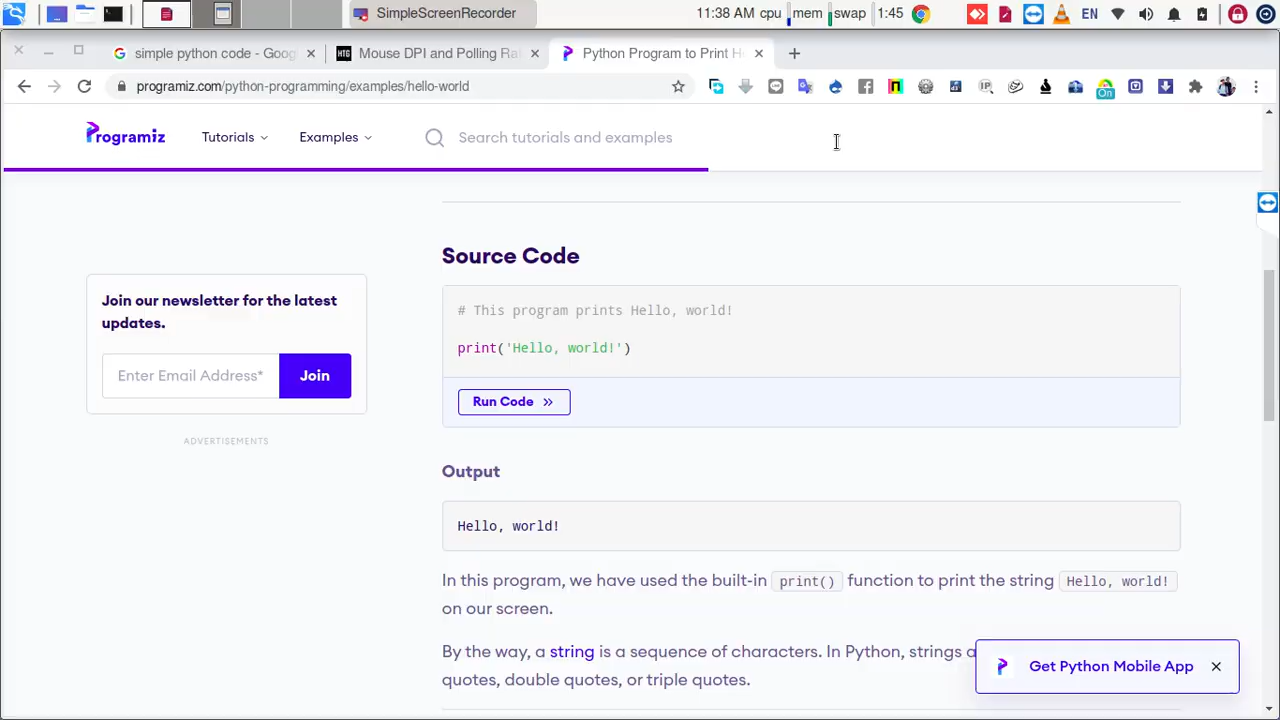 SimpleScreenRecorder
11:38 AM cpu mem swap 1:45 EN
simple python code - Goog
HTG Mouse DPI and Polling Ra
Python Program to Print H
programiz.com/python-programming/examples/hello-world
On
Programiz
Tutorials
Examples
Search tutorials and examples
Source Code
# This program prints Hello, world!
print('Hello, world!')
Run Code
Output
Hello, world!
In this program, we have used the built-in print() function to print the string Hello, world!
on our screen.
By the way, a string is a sequence of characters. In Python, strings a
quotes, double quotes, or triple quotes.
Join our newsletter for the latest
updates.
Enter Email Address*
Join
ADVERTISEMENTS
Get Python Mobile App